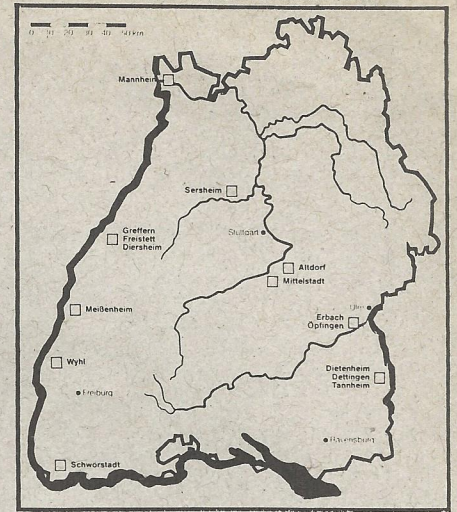 0 10 20 30 40 50 km
Mannheim
Sersheim
Stuttgart
Greffern
Freistett
Diersheim
Altdorf
Mittelstadt
Meißenheim
Ulm
Erbach
Öpfingen
Wyhl
Dietenheim
Dettingen
Tannheim
Freiburg
Ravensburg
Schwörstadt